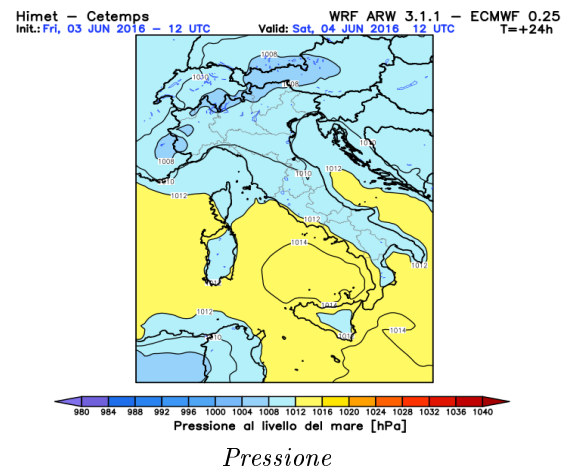 Himet – Cetemps WRF ARW 3.1.1 – ECMWF 0.25
Init.: Fri, 03 JUN 2016 – 12 UTC Valid: Sat, 04 JUN 2016 12 UTC T=+24h
1008
1010
1008
1010
1008
1010
1010
1012
1012
1012
1014
1012
1012
1014
980 984 988 992 996 1000 1004 1008 1012 1016 1020 1024 1028 1032 1036 1040
Pressione al livello del mare [hPa]
Pressione